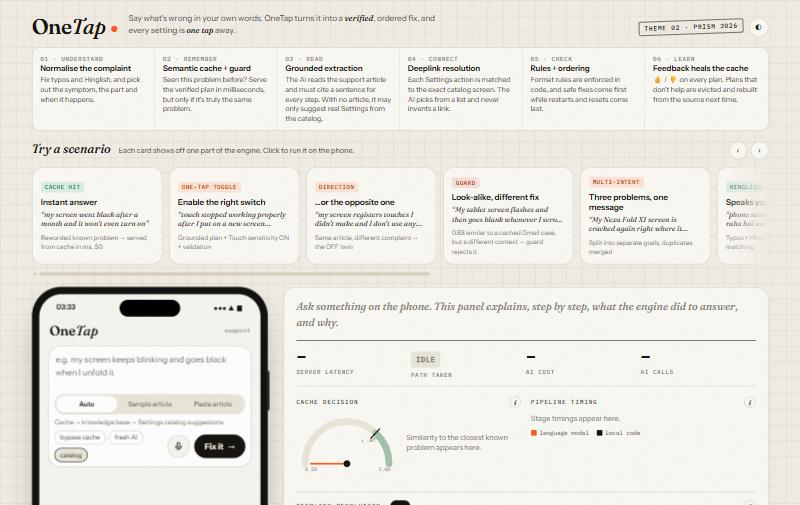 OneTap
Say what's wrong in your own words. OneTap turns it into a verified, ordered fix, and
every setting is one tap away.
THEME 02 · PRISM 2026
01 · UNDERSTAND
Normalise the complaint
Fix typos and Hinglish, and pick
out the symptom, the part and
when it happens.
02 · REMEMBER
Semantic cache + guard
Seen this problem before? Serve
the verified plan in milliseconds,
but only if it's truly the same
problem.
03 · READ
Grounded extraction
The AI reads the support article
and must cite a sentence for
every step. With no article, it may
only suggest real Settings from
the catalog.
04 · CONNECT
Deeplink resolution
Each Settings action is matched
to the exact catalog screen. The
AI picks from a list and never
invents a link.
05 · CHECK
Rules + ordering
Format rules are enforced in
code, and safe fixes come first
while restarts and resets come
last.
06 · LEARN
Feedback heals the cache
👍 / 👎 on every plan. Plans that
don't help are evicted and rebuilt
from the source next time.
Try a scenario
Each card shows off one part of the engine. Click to run it on the phone.
CACHE HIT
Instant answer
"my screen went black after a
month and it won't even turn on"
Reworded known problem → served
from cache in ms, $0
ONE-TAP TOGGLE
Enable the right switch
"touch stopped working properly
after I put on a new screen...
Grounded plan + Touch sensitivity ON
+ validation
DIRECTION
...or the opposite one
"my screen registers touches I
didn't make and I don't use any...
Same article, different complaint →
the OFF twin
GUARD
Look-alike, different fix
"My tablet screen flashes and
then goes blank whenever I scro...
0.88 similar to a cached Gmail case,
but a different context → guard
rejects it
MULTI-INTENT
Three problems, one
message
"My Nexa Fold X1 screen is
cracked again right where it...
Split into separate goals, duplicates
merged
HINGLISH
Speaks yo
"phone
raha hai
Typos + 
matching
03:33
OneTap
support
e.g. my screen keeps blinking and goes black
when I unfold it
Auto
Sample article
Paste article
Cache → knowledge base → Settings catalog suggestions.
bypass cache
fresh AI
catalog
Fix it →
Ask something on the phone. This panel explains, step by step, what the engine did to answer,
and why.
–
SERVER LATENCY
IDLE
PATH TAKEN
–
AI COST
–
AI CALLS
CACHE DECISION
i
0.50
1.00
Similarity to the closest known
problem appears here.
PIPELINE TIMING
i
Stage timings appear here.
language model
local code